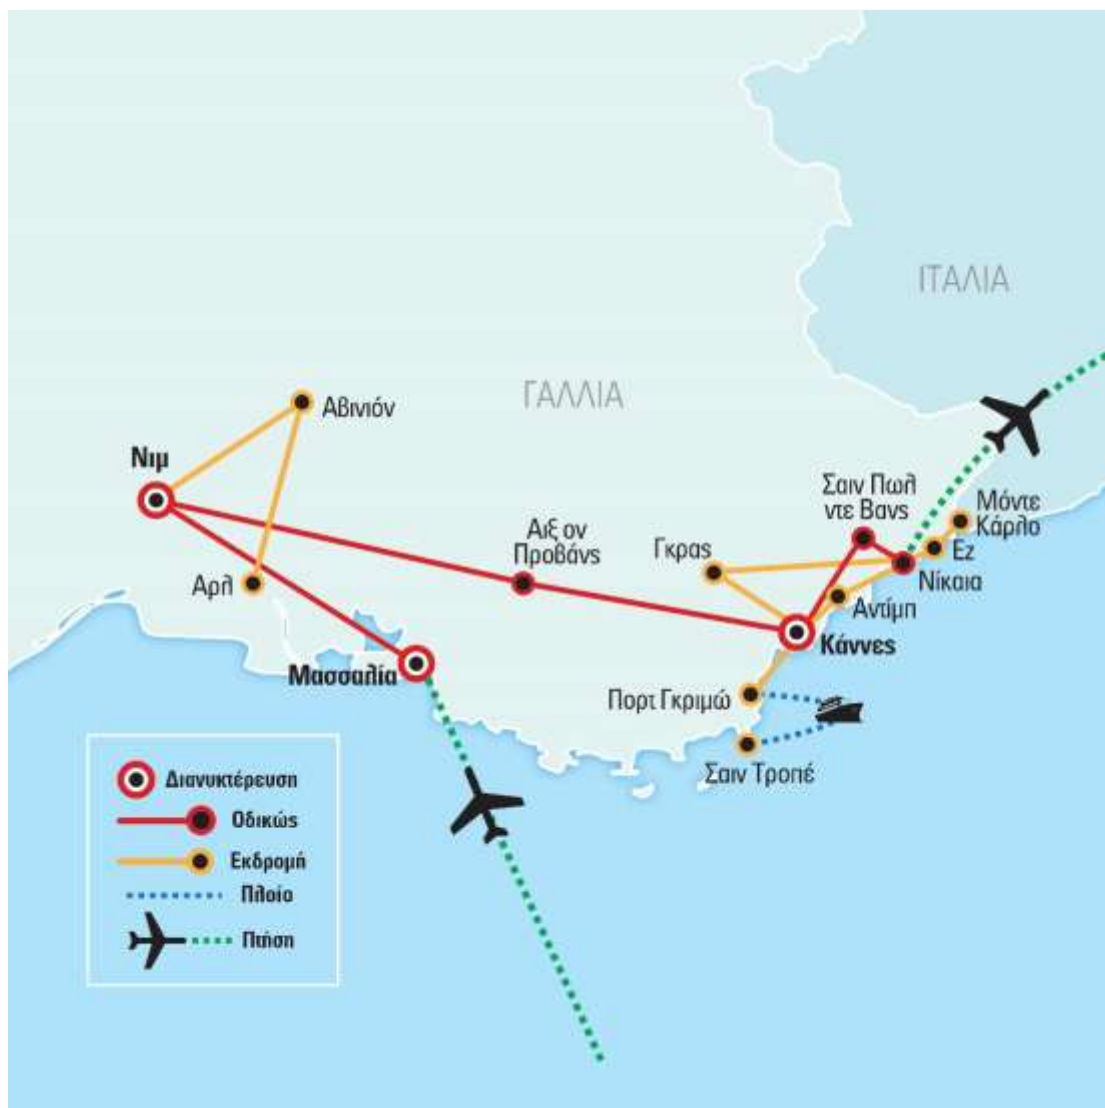 ΙΤΑΛΙΑ
ΓΑΛΛΙΑ
Αβινιόν
Νιμ
Σαιν Πωλ
ντε Βανς
Μόντε
Κάρλο
Αιξ ον
Προβάνς
Γκρας
Εζ
Αρλ
Νίκαια
Αντίμπ
Κάννες
Μασσαλία
Πορτ Γκριμώ
Σαιν Τροπέ
Διανυκτέρευση
Οδικώς
Εκδρομή
Πλοίο
Πτήση